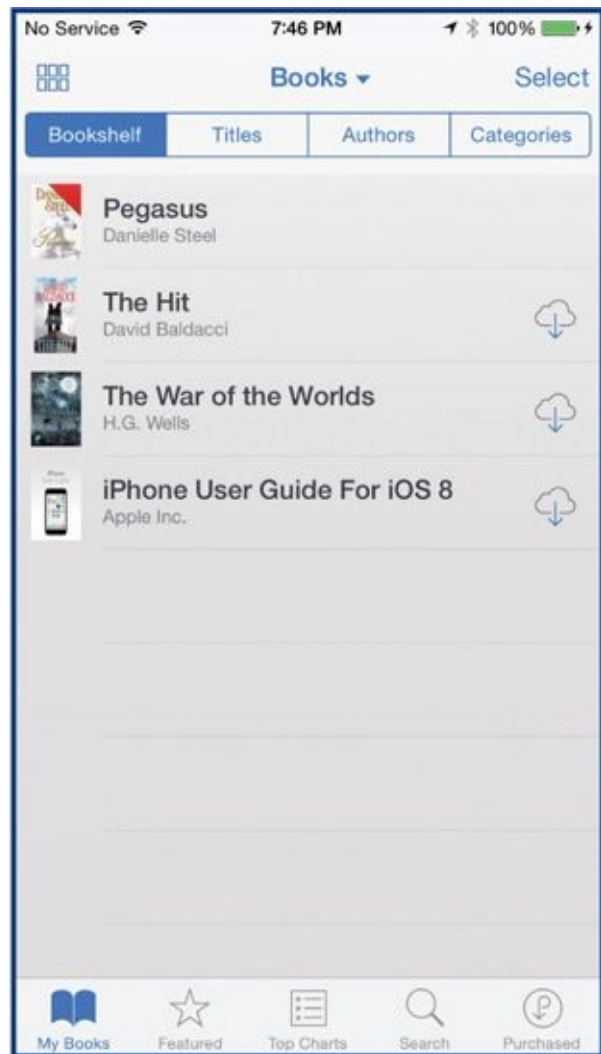 No Service 7:46 PM 100%
Books Select
Bookshelf Titles Authors Categories
Pegasus
Danielle Steel
The Hit
David Baldacci
The War of the Worlds
H.G. Wells
iPhone User Guide For iOS 8
Apple Inc.
My Books Featured Top Charts Search Purchased